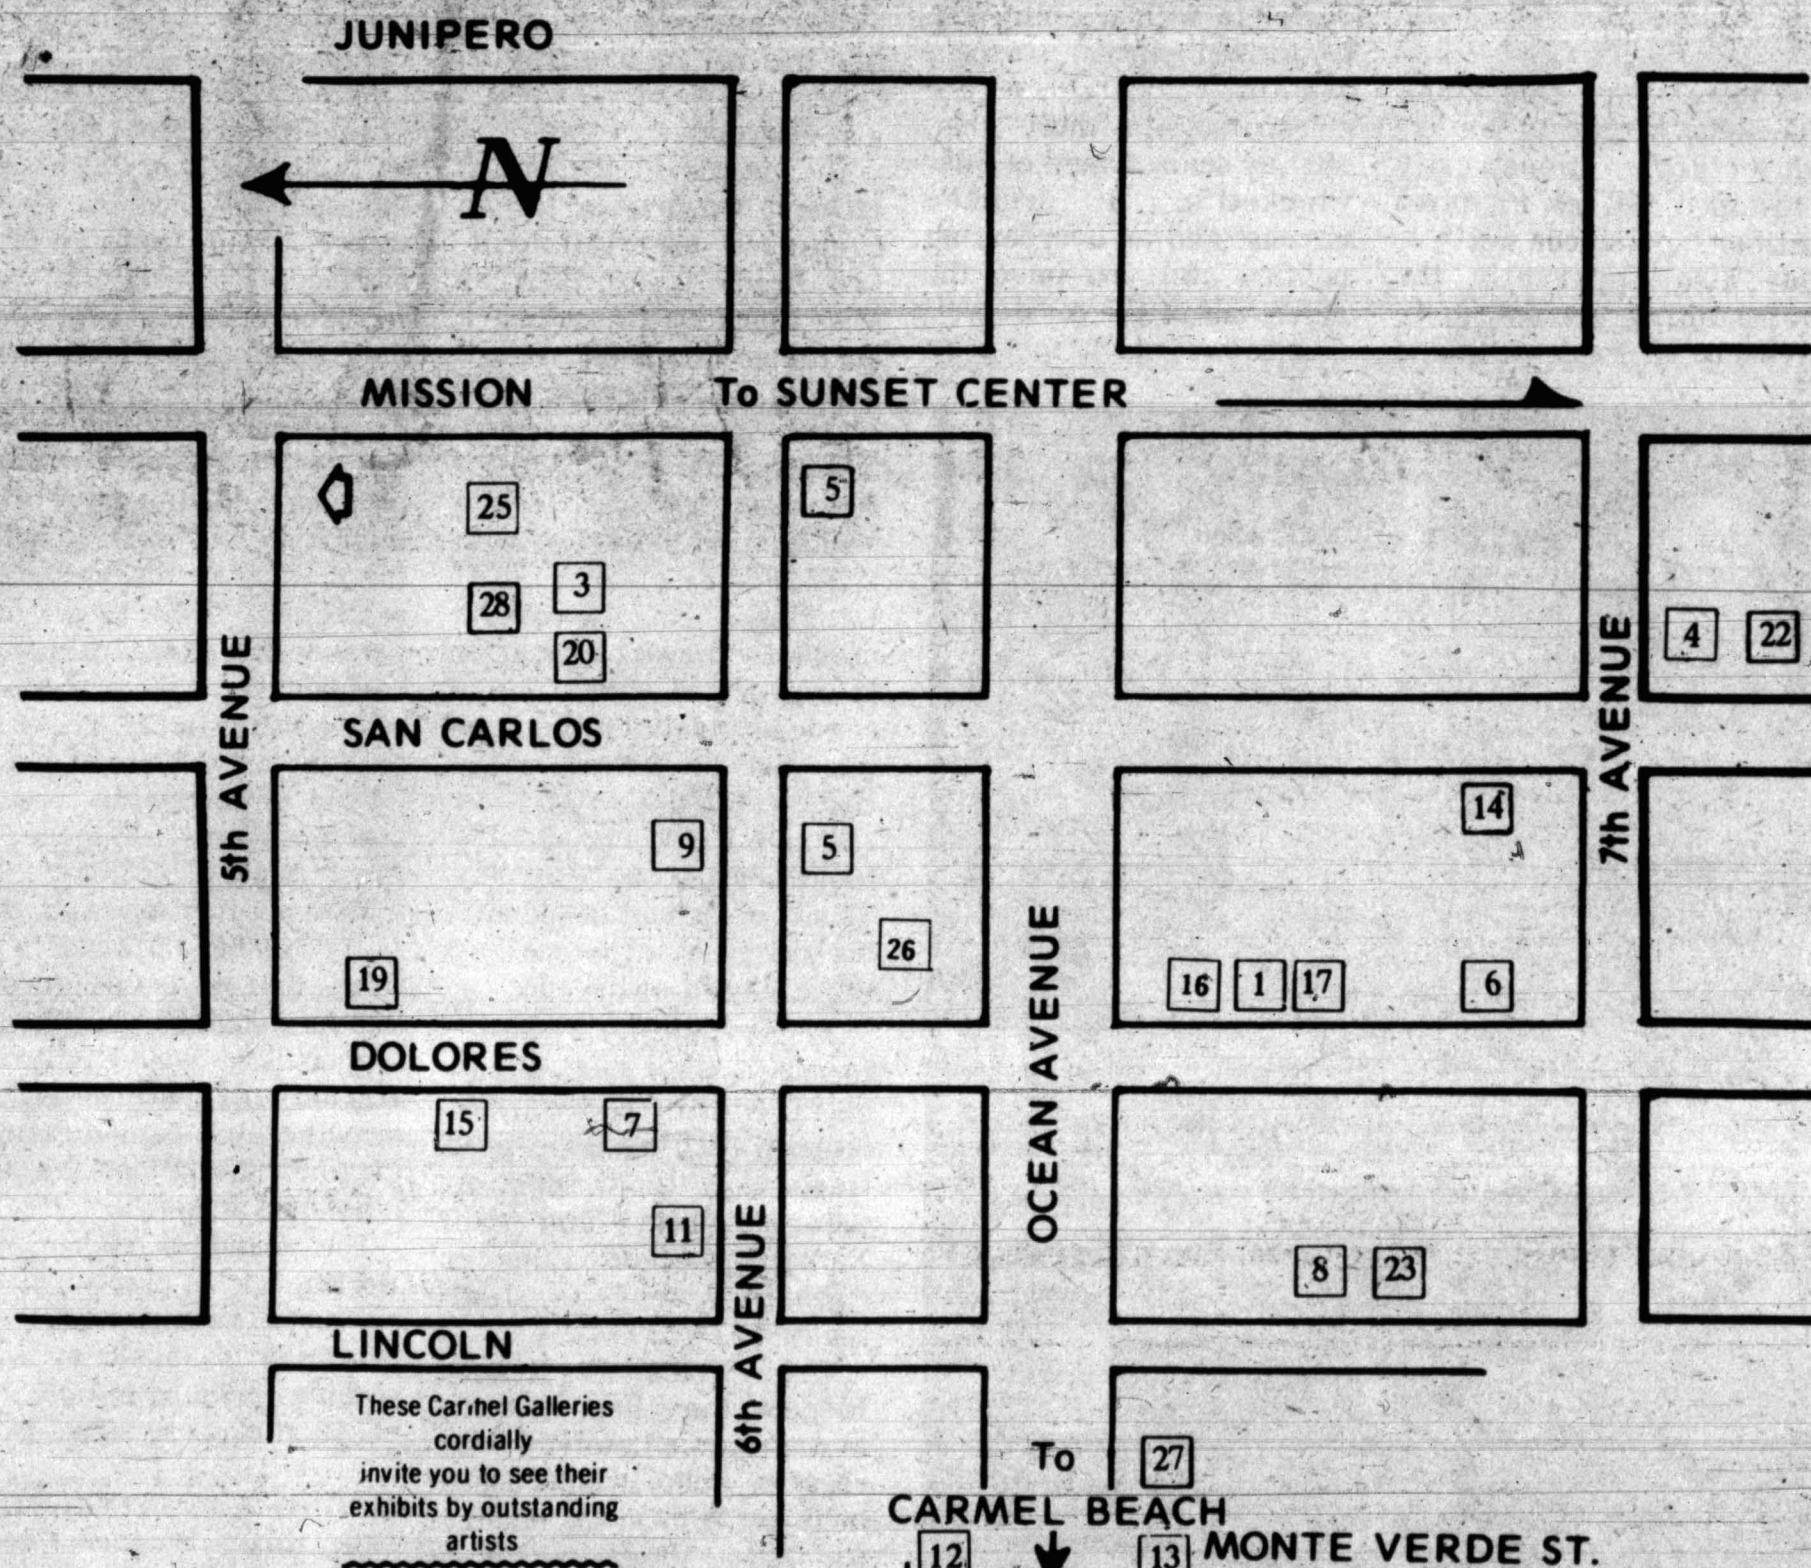 JUNIPERO
N
MISSION To SUNSET CENTER
25
5
3
28
20
4 22
5th AVENUE
7th AVENUE
SAN CARLOS
14
9
5
26
19
16 1 17 6
OCEAN AVENUE
DOLORES
15 7
11
8 23
6th AVENUE
LINCOLN
These Carmel Galleries
cordially
invite you to see their
exhibits by outstanding
artists
To
27
CARMEL BEACH
12
13 MONTE VERDE ST.